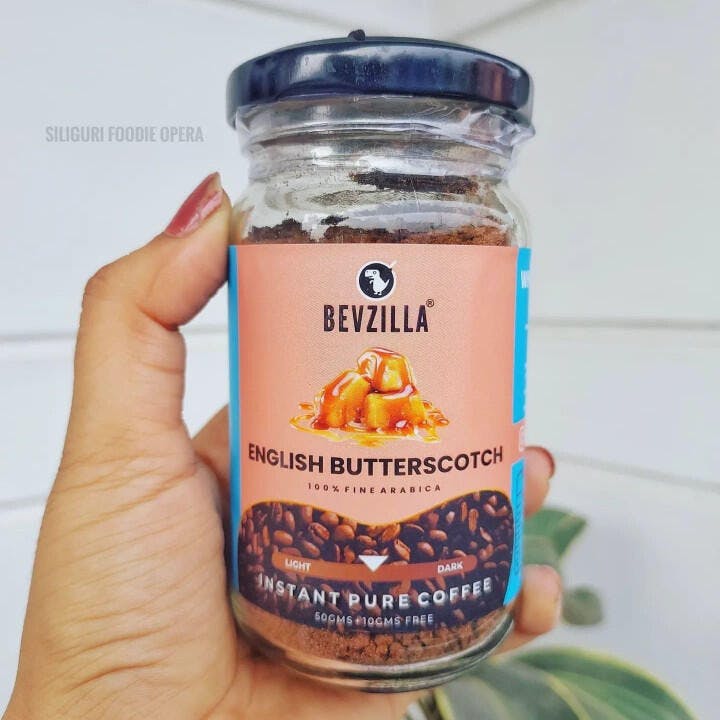 SILIGURI FOODIE OPERA
BEVZILLA®
ENGLISH BUTTERSCOTCH
100% FINE ARABICA
LIGHT DARK
INSTANT PURE COFFEE
50GMS+10GMS FREE